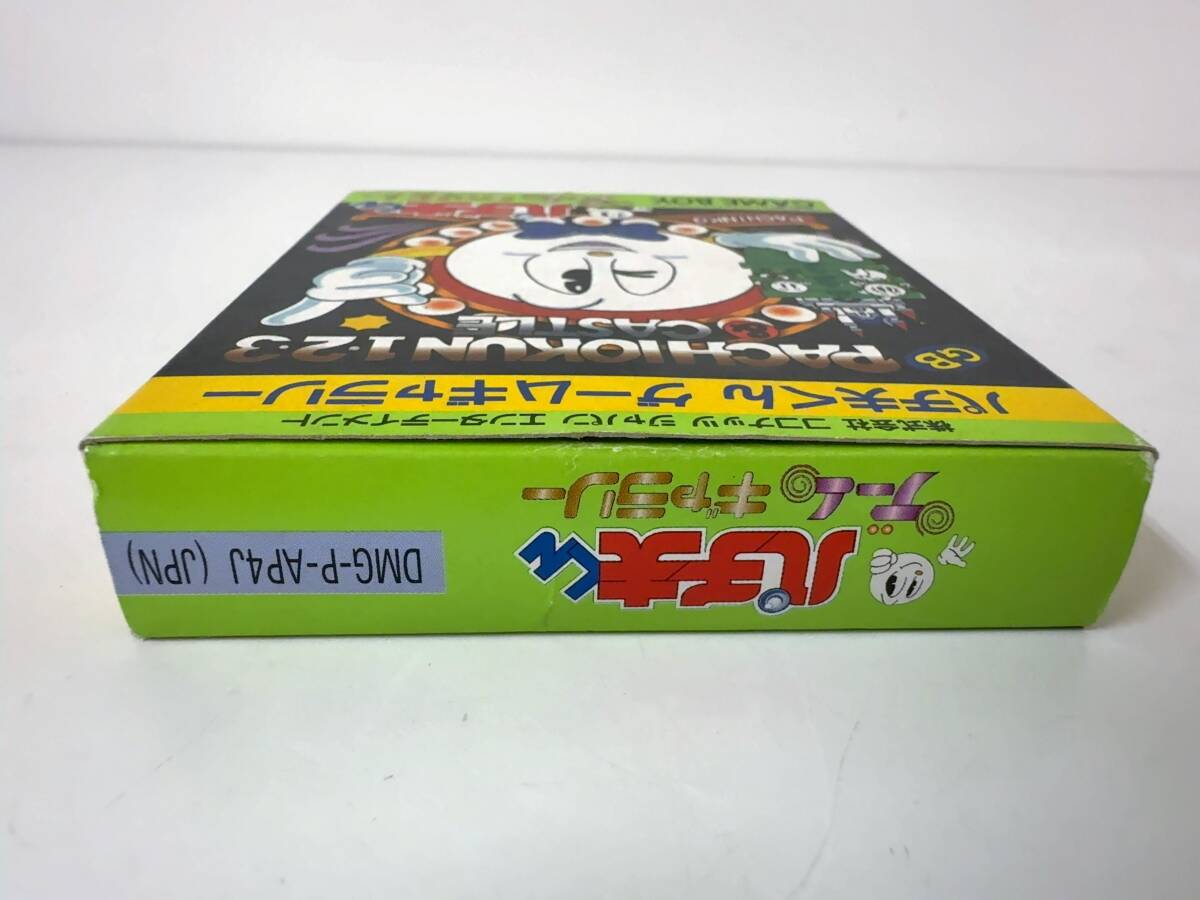 GAME BOY
PACHINKO
PACHIOKUN 1・2・3
& CASTLE
GB
パチ夫くん ゲームギャラリー
株式会社 ココナッツ ジャパン エンターテイメント
パチ夫くん
ゲームギャラリー
DMG-P-AP4J (JPN)